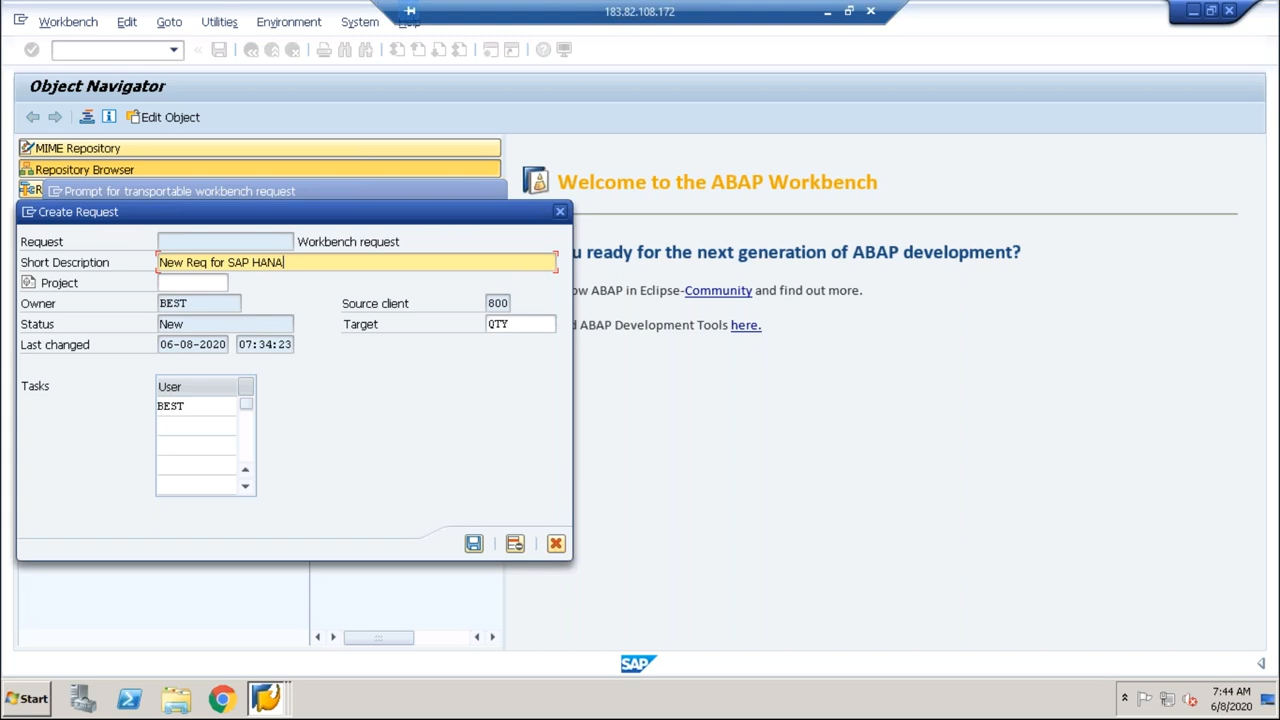 183.82.108.172
Workbench Edit Goto Utilities Environment System Help
Object Navigator
Edit Object
MIME Repository
Repository Browser
R
Prompt for transportable workbench request
Welcome to the ABAP Workbench
Create Request
Request Workbench request
Short Description New Req for SAP HANA
u ready for the next generation of ABAP development?
Project
ow ABAP in Eclipse-Community and find out more.
Owner BEST Source client 800
Status New Target QTY
d ABAP Development Tools here.
Last changed 06-08-2020 07:34:23
Tasks User
BEST
SAP
Start
7:44 AM
6/8/2020